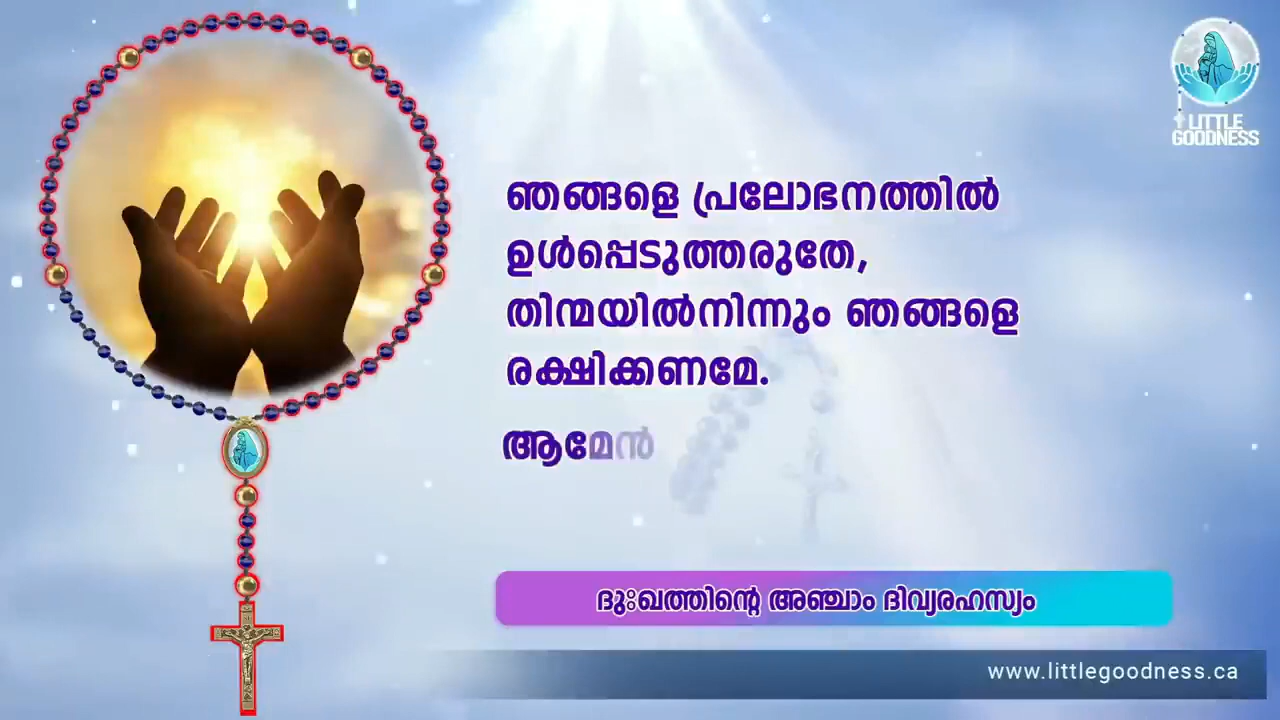 LITTLE
GOODNESS
ഞങ്ങളെ പ്രലോഭനത്തിൽ
ഉൾപ്പെടുത്തരുതേ,
തിന്മയിൽനിന്നും ഞങ്ങളെ
രക്ഷിക്കണമേ.
ആമേൻ
ദുഃഖത്തിന്റെ അഞ്ചാം ദിവ്യരഹസ്യം
www.littlegoodness.ca